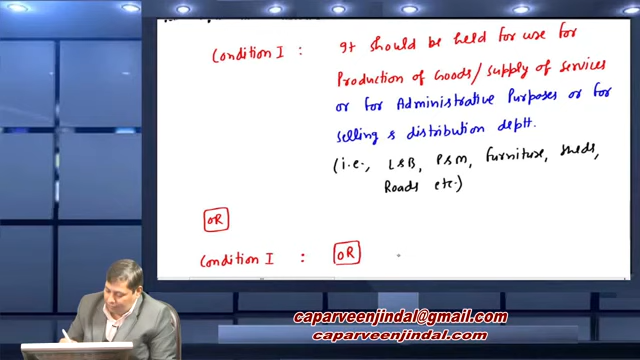 Condition I : It should be held for use for
Production of Goods/Supply of Services
or for Administrative Purposes or for
selling & distribution deptt.
(i.e., L&B, P&M, Furniture, Sheds,
Roads etc.)
OR
Condition I : OR
caparveenjindal@gmail.com
caparveenjindal.com